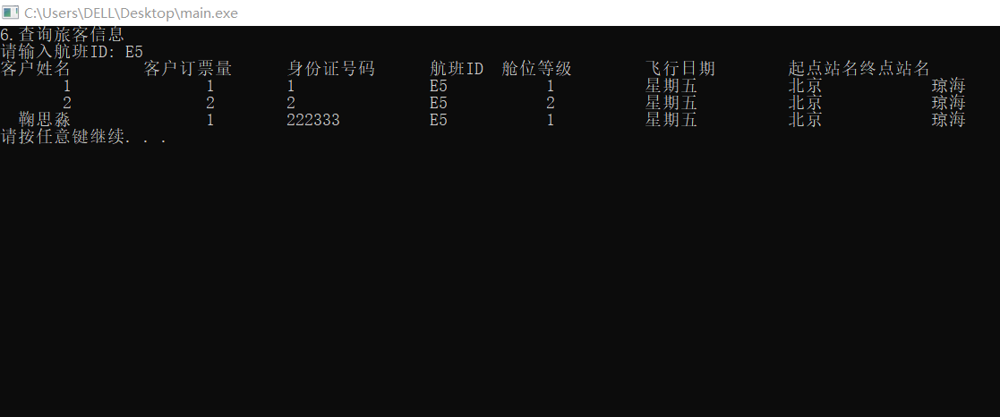 C:\Users\DELL\Desktop\main.exe
6.查询旅客信息
请输入航班ID: E5
客户姓名 客户订票量 身份证号码 航班ID 舱位等级 飞行日期 起点站名终点站名
1 1 1 E5 1 星期五 北京 琼海
2 2 2 E5 2 星期五 北京 琼海
鞠思淼 1 222333 E5 1 星期五 北京 琼海
请按任意键继续. . .